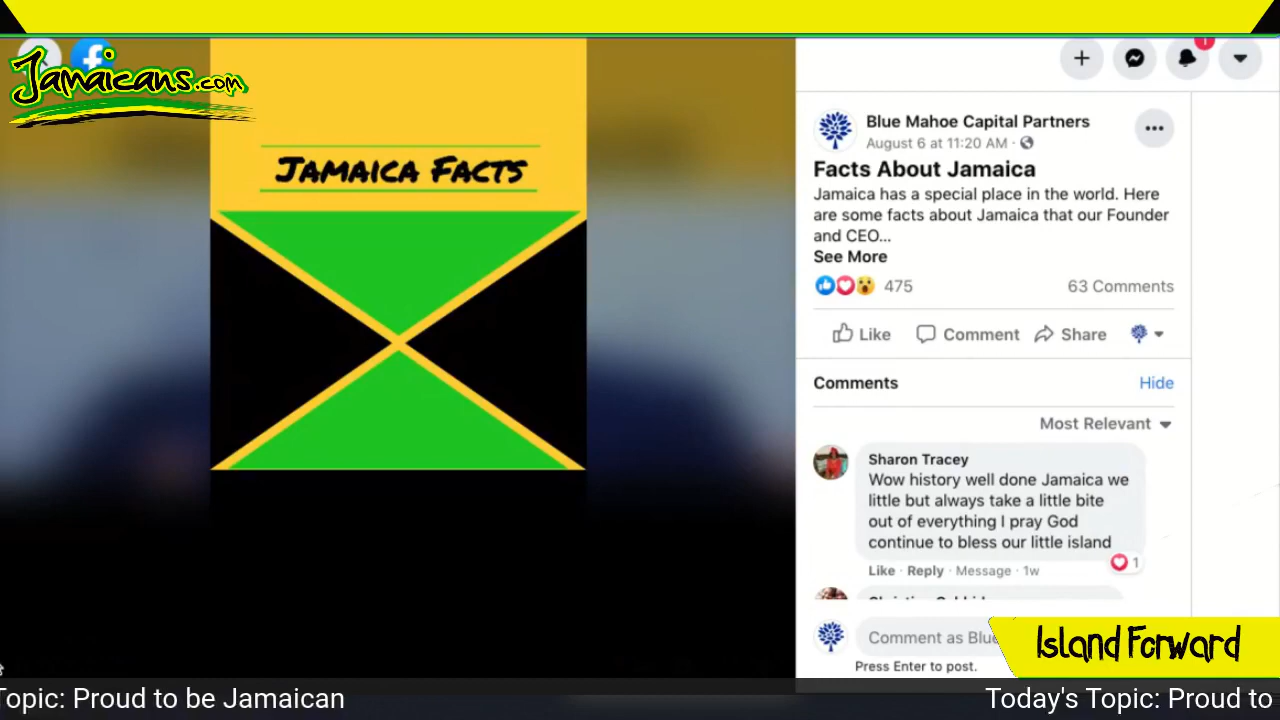 Jamaicans.com
JAMAICA FACTS
Blue Mahoe Capital Partners
August 6 at 11:20 AM ·
Facts About Jamaica
Jamaica has a special place in the world. Here
are some facts about Jamaica that our Founder
and CEO...
See More
475
63 Comments
Like
Comment
Share
Comments
Hide
Most Relevant
Sharon Tracey
Wow history well done Jamaica we
little but always take a little bite
out of everything I pray God
continue to bless our little island
1
Like · Reply · Message · 1w
Comment as Blue
Press Enter to post.
Island Forward
Topic: Proud to be Jamaican
Today's Topic: Proud to